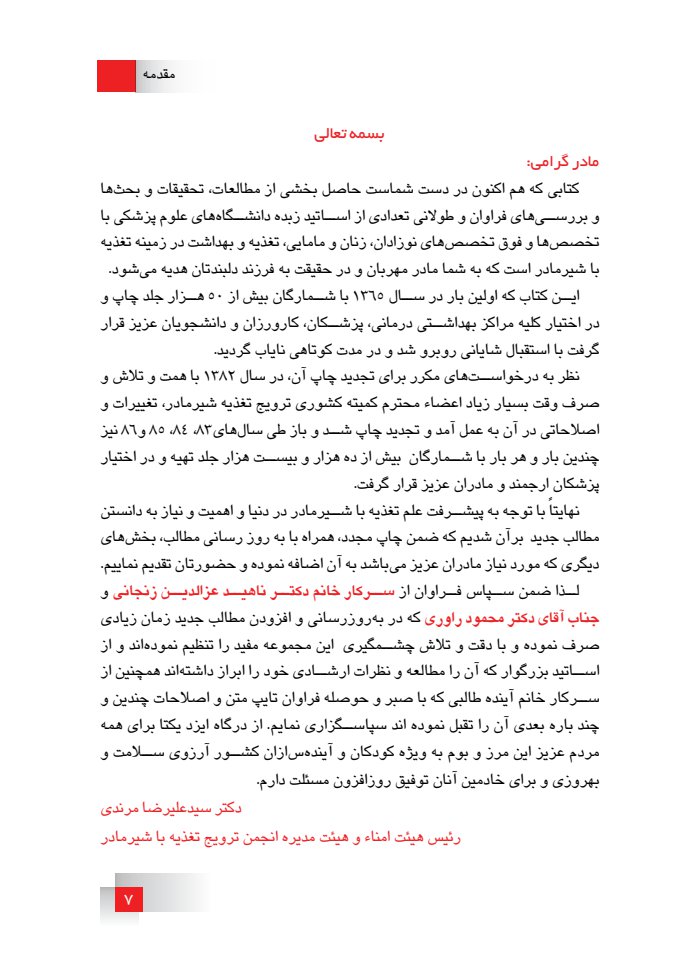 مقدمه
بسمه تعالی
مادر گرامی:
کتابی که هم اکنون در دست شماست حاصل بخشی از مطالعات، تحقیقات و بحث‌ها
و بررسی‌های فراوان و طولانی تعدادی از اساتید زبده دانشگاه‌های علوم پزشکی با
تخصص‌ها و فوق تخصص‌های نوزادان، زنان و مامایی، تغذیه و بهداشت در زمینه تغذیه
با شیرمادر است که به شما مادر مهربان و در حقیقت به فرزند دلبندتان هدیه می‌شود.
این کتاب که اولین بار در سال ۱۳۶۵ با شمارگان بیش از ۵۰ هزار جلد چاپ و
در اختیار کلیه مراکز بهداشتی درمانی، پزشکان، کارورزان و دانشجویان عزیز قرار
گرفت با استقبال شایانی روبرو شد و در مدت کوتاهی نایاب گردید.
نظر به درخواست‌های مکرر برای تجدید چاپ آن، در سال ۱۳۸۲ با همت و تلاش و
صرف وقت بسیار زیاد اعضاء محترم کمیته کشوری ترویج تغذیه شیرمادر، تغییرات و
اصلاحاتی در آن به عمل آمد و تجدید چاپ شد و باز طی سال‌های۸۳، ۸۴، ۸۵ و۸۶ نیز
چندین بار و هر بار با شمارگان بیش از ده هزار و بیست هزار جلد تهیه و در اختیار
پزشکان ارجمند و مادران عزیز قرار گرفت.
نهایتاً با توجه به پیشرفت علم تغذیه با شیرمادر در دنیا و اهمیت و نیاز به دانستن
مطالب جدید برآن شدیم که ضمن چاپ مجدد، همراه با به روز رسانی مطالب، بخش‌های
دیگری که مورد نیاز مادران عزیز می‌باشد به آن اضافه نموده و حضورتان تقدیم نماییم.
لذا ضمن سپاس فراوان از سرکار خانم دکتر ناهید عزالدین زنجانی و
جناب آقای دکتر محمود راوری که در به‌روزرسانی و افزودن مطالب جدید زمان زیادی
صرف نموده و با دقت و تلاش چشمگیری این مجموعه مفید را تنظیم نموده‌اند و از
اساتید بزرگوار که آن را مطالعه و نظرات ارشادی خود را ابراز داشته‌اند همچنین از
سرکار خانم آینده طالبی که با صبر و حوصله فراوان تایپ متن و اصلاحات چندین و
چند باره بعدی آن را تقبل نموده اند سپاسگزاری نمایم. از درگاه ایزد یکتا برای همه
مردم عزیز این مرز و بوم به ویژه کودکان و آینده‌سازان کشور آرزوی سلامت و
بهروزی و برای خادمین آنان توفیق روزافزون مسئلت دارم.
دکتر سیدعلیرضا مرندی
رئیس هیئت امناء و هیئت مدیره انجمن ترویج تغذیه با شیرمادر
۷